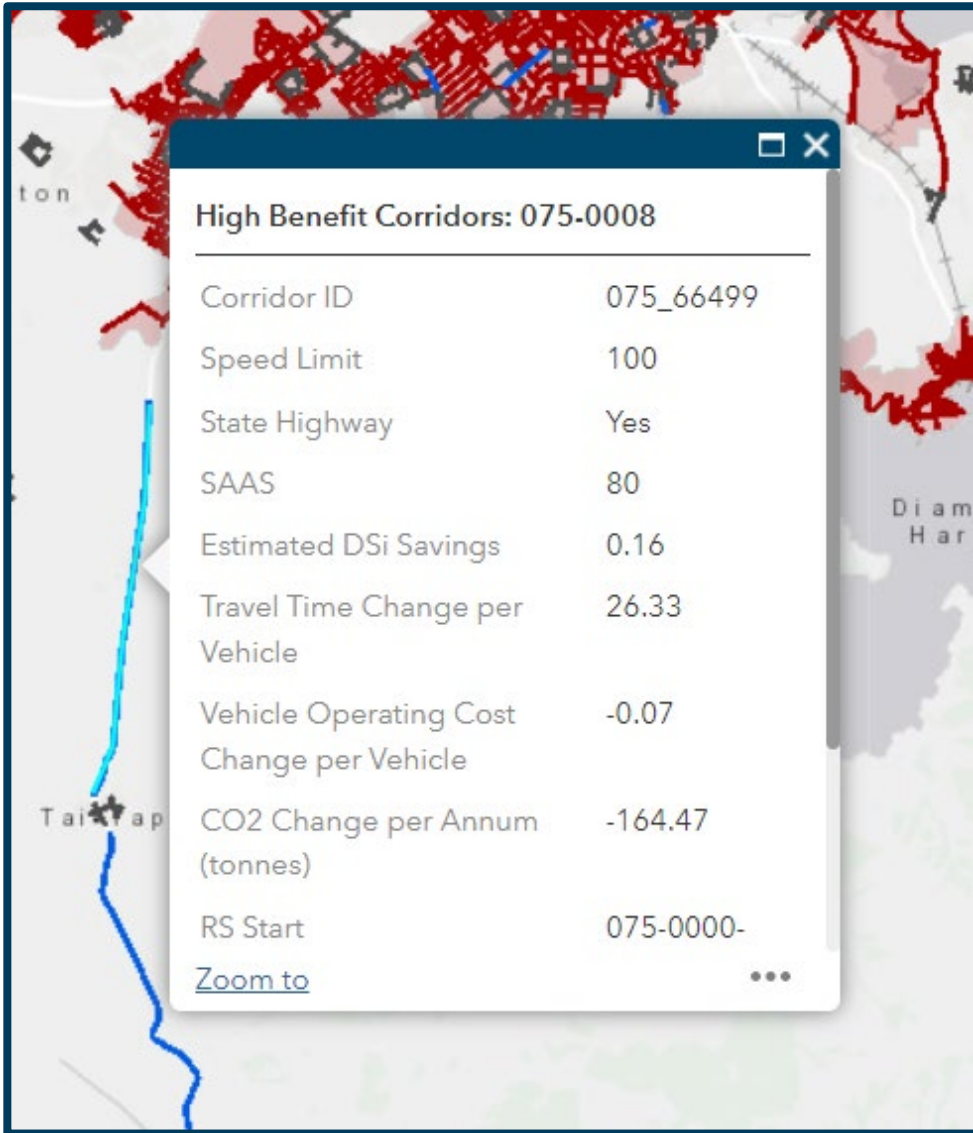 ton
High Benefit Corridors: 075-0008
Corridor ID 075_66499
Speed Limit 100
State Highway Yes
SAAS 80
Estimated DSi Savings 0.16
Travel Time Change per 26.33
Vehicle
Vehicle Operating Cost -0.07
Change per Vehicle
CO2 Change per Annum -164.47
(tonnes)
RS Start 075-0000-
Zoom to
Diam
Har
Tai Tap